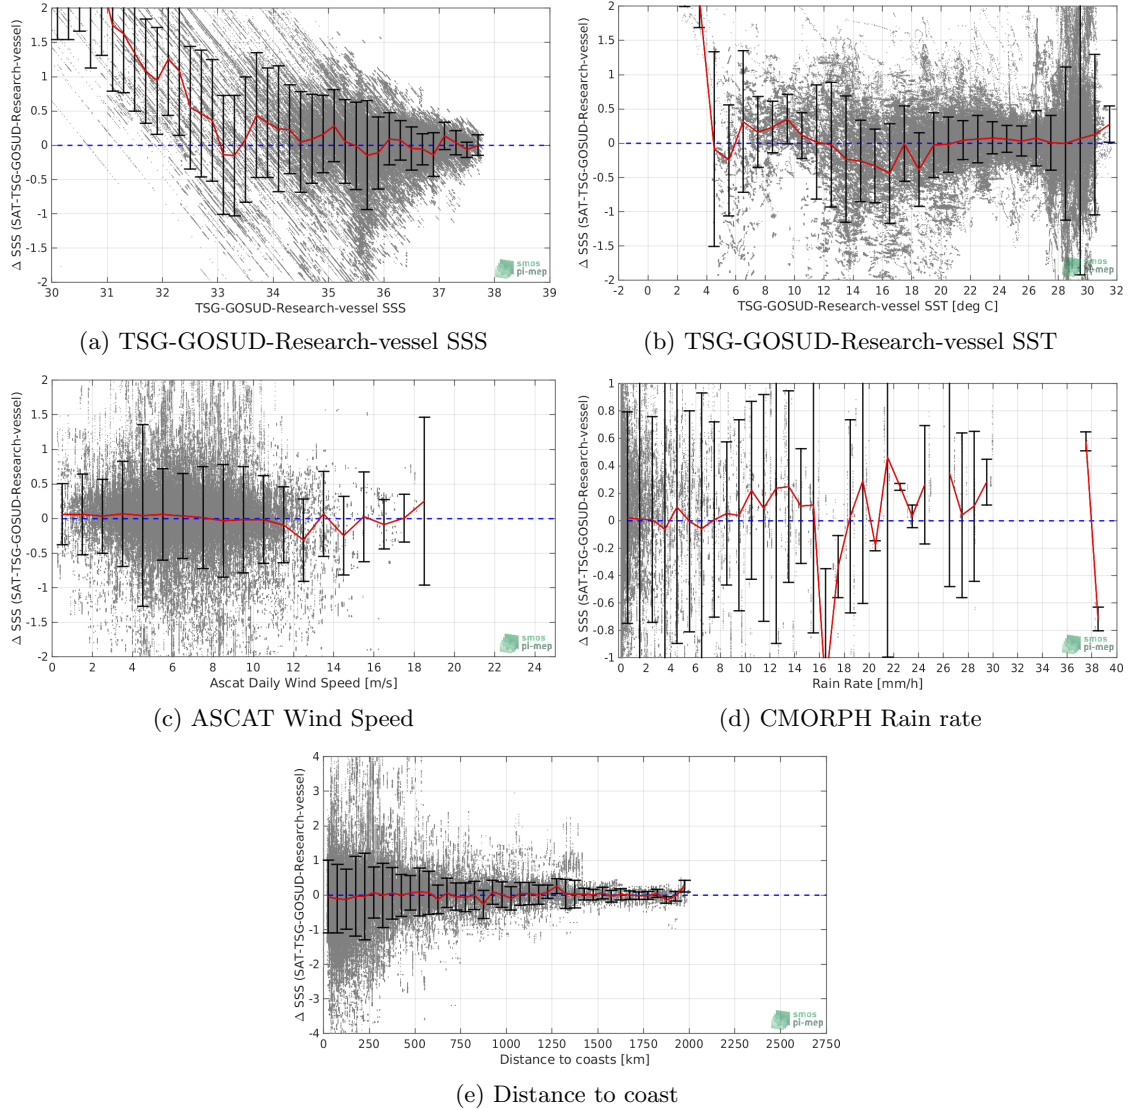 Δ SSS (SAT-TSG-GOSUD-Research-vessel)
2
1.5
1
0.5
0
-0.5
-1
-1.5
-2
30 31 32 33 34 35 36 37 38 39
TSG-GOSUD-Research-vessel SSS
smos
pi-mep
(a) TSG-GOSUD-Research-vessel SSS
Δ SSS (SAT-TSG-GOSUD-Research-vessel)
2
1.5
1
0.5
0
-0.5
-1
-1.5
-2
-2 0 2 4 6 8 10 12 14 16 18 20 22 24 26 28 30 32
TSG-GOSUD-Research-vessel SST [deg C]
smos
pi-mep
(b) TSG-GOSUD-Research-vessel SST
Δ SSS (SAT-TSG-GOSUD-Research-vessel)
2
1.5
1
0.5
0
-0.5
-1
-1.5
-2
0 2 4 6 8 10 12 14 16 18 20 22 24
Ascat Daily Wind Speed [m/s]
smos
pi-mep
(c) ASCAT Wind Speed
Δ SSS (SAT-TSG-GOSUD-Research-vessel)
1
0.8
0.6
0.4
0.2
0
-0.2
-0.4
-0.6
-0.8
-1
0 2 4 6 8 10 12 14 16 18 20 22 24 26 28 30 32 34 36 38 40
Rain Rate [mm/h]
smos
pi-mep
(d) CMORPH Rain rate
Δ SSS (SAT-TSG-GOSUD-Research-vessel)
4
3
2
1
0
-1
-2
-3
-4
0 250 500 750 1000 1250 1500 1750 2000 2250 2500 2750
Distance to coasts [km]
smos
pi-mep
(e) Distance to coast